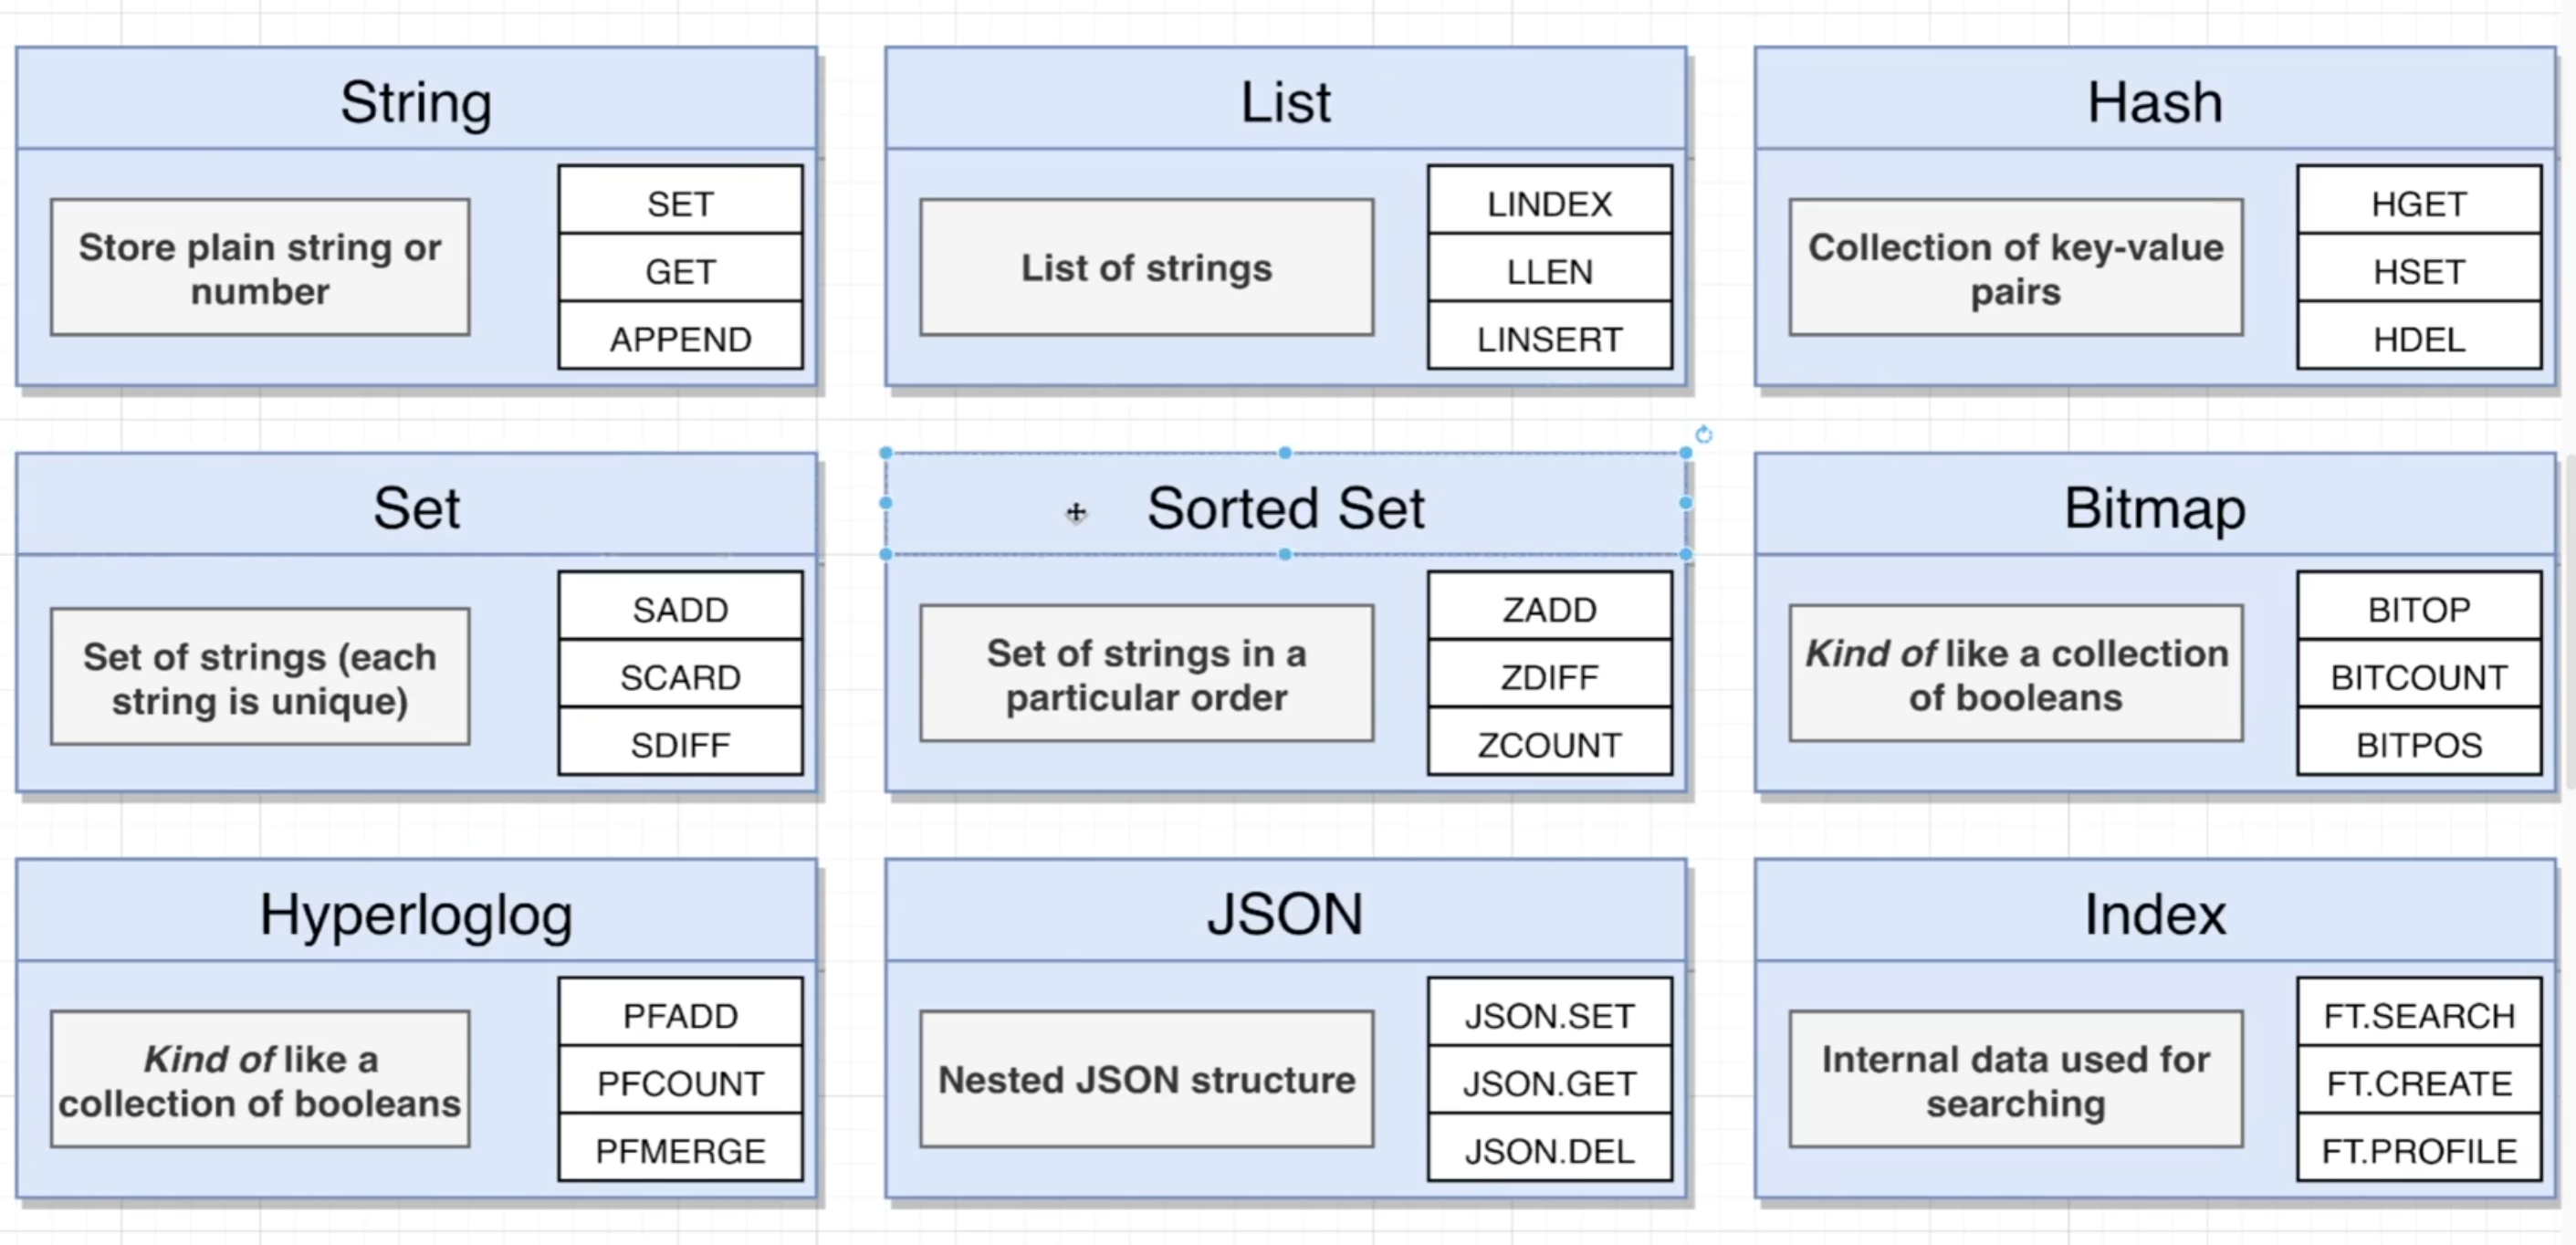 String
Store plain string or
number
SET
GET
APPEND
List
List of strings
LINDEX
LLEN
LINSERT
Hash
Collection of key-value
pairs
HGET
HSET
HDEL
Set
Set of strings (each
string is unique)
SADD
SCARD
SDIFF
Sorted Set
Set of strings in a
particular order
ZADD
ZDIFF
ZCOUNT
Bitmap
Kind of like a collection
of booleans
BITOP
BITCOUNT
BITPOS
Hyperloglog
Kind of like a
collection of booleans
PFADD
PFCOUNT
PFMERGE
JSON
Nested JSON structure
JSON.SET
JSON.GET
JSON.DEL
Index
Internal data used for
searching
FT.SEARCH
FT.CREATE
FT.PROFILE